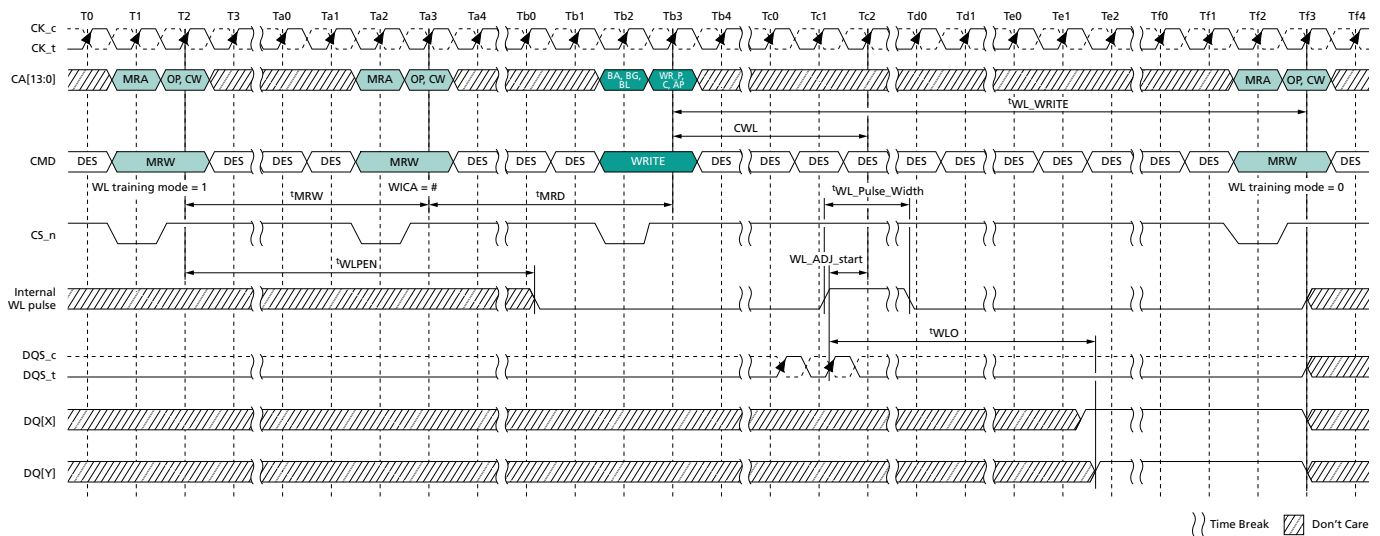 T0 T1 T2 T3 Ta0 Ta1 Ta2 Ta3 Ta4 Tb0 Tb1 Tb2 Tb3 Tb4 Tc0 Tc1 Tc2 Td0 Td1 Te0 Te1 Te2 Tf0 Tf1 Tf2 Tf3 Tf4
CK_c
CK_t
CA[13:0]
MRA OP, CW MRA OP, CW BA, BG, BL WR_P, C, AP MRA OP, CW
tWL_WRITE
CWL
CMD
DES MRW DES DES DES MRW DES DES DES WRITE DES DES DES DES DES DES DES DES DES DES MRW DES
WL training mode = 1 WICA = # WL training mode = 0
tMRW tMRD tWL_Pulse_Width
CS_n
WL_ADJ_start
tWLPEN
Internal
WL pulse
tWLO
DQS_c
DQS_t
DQ[X]
DQ[Y]
Time Break Don't Care